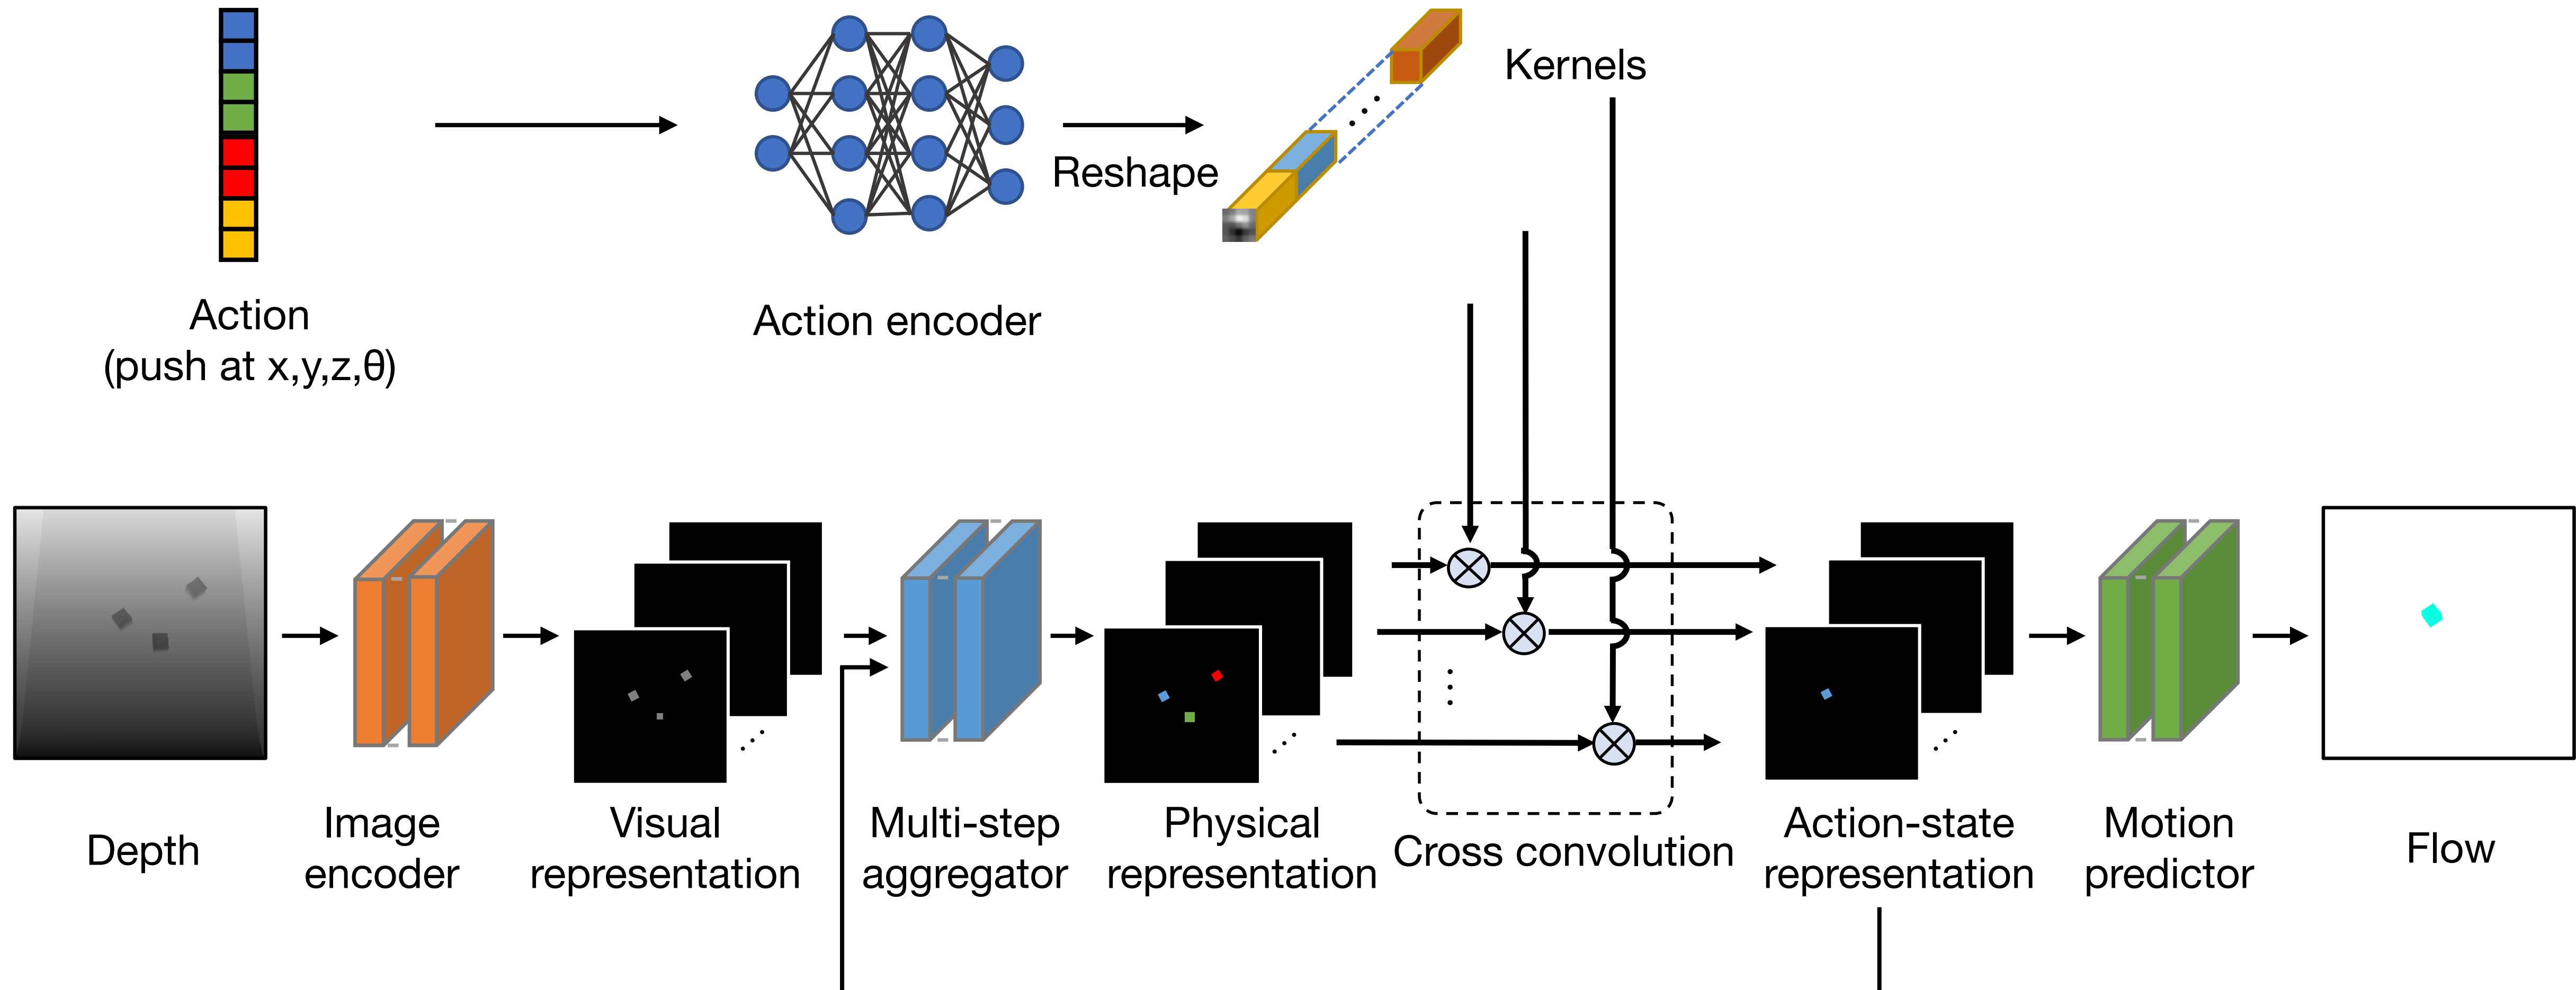 Kernels
Reshape
Action
(push at x,y,z,θ)
Action encoder
Depth
Image
encoder
Visual
representation
Multi-step
aggregator
Physical
representation
Cross convolution
Action-state
representation
Motion
predictor
Flow